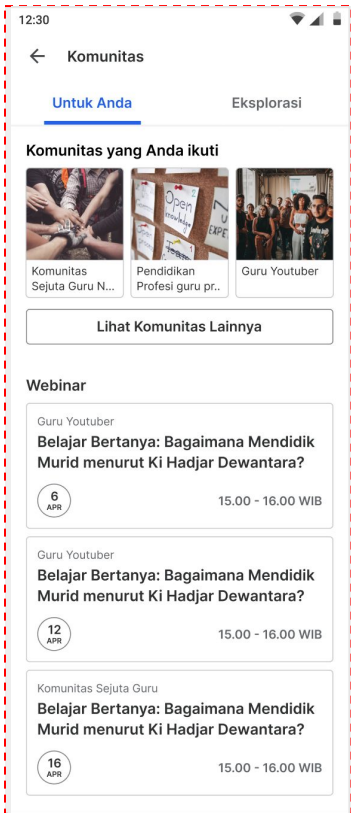 12:30
Komunitas
Untuk Anda
Eksplorasi
Komunitas yang Anda ikuti
Open
knowledge
EXPE
Team
Komunitas
Sejuta Guru N...
Pendidikan
Profesi guru pr..
Guru Youtuber
Lihat Komunitas Lainnya
Webinar
Guru Youtuber
Belajar Bertanya: Bagaimana Mendidik
Murid menurut Ki Hadjar Dewantara?
6
APR
15.00 - 16.00 WIB
Guru Youtuber
Belajar Bertanya: Bagaimana Mendidik
Murid menurut Ki Hadjar Dewantara?
12
APR
15.00 - 16.00 WIB
Komunitas Sejuta Guru
Belajar Bertanya: Bagaimana Mendidik
Murid menurut Ki Hadjar Dewantara?
16
APR
15.00 - 16.00 WIB